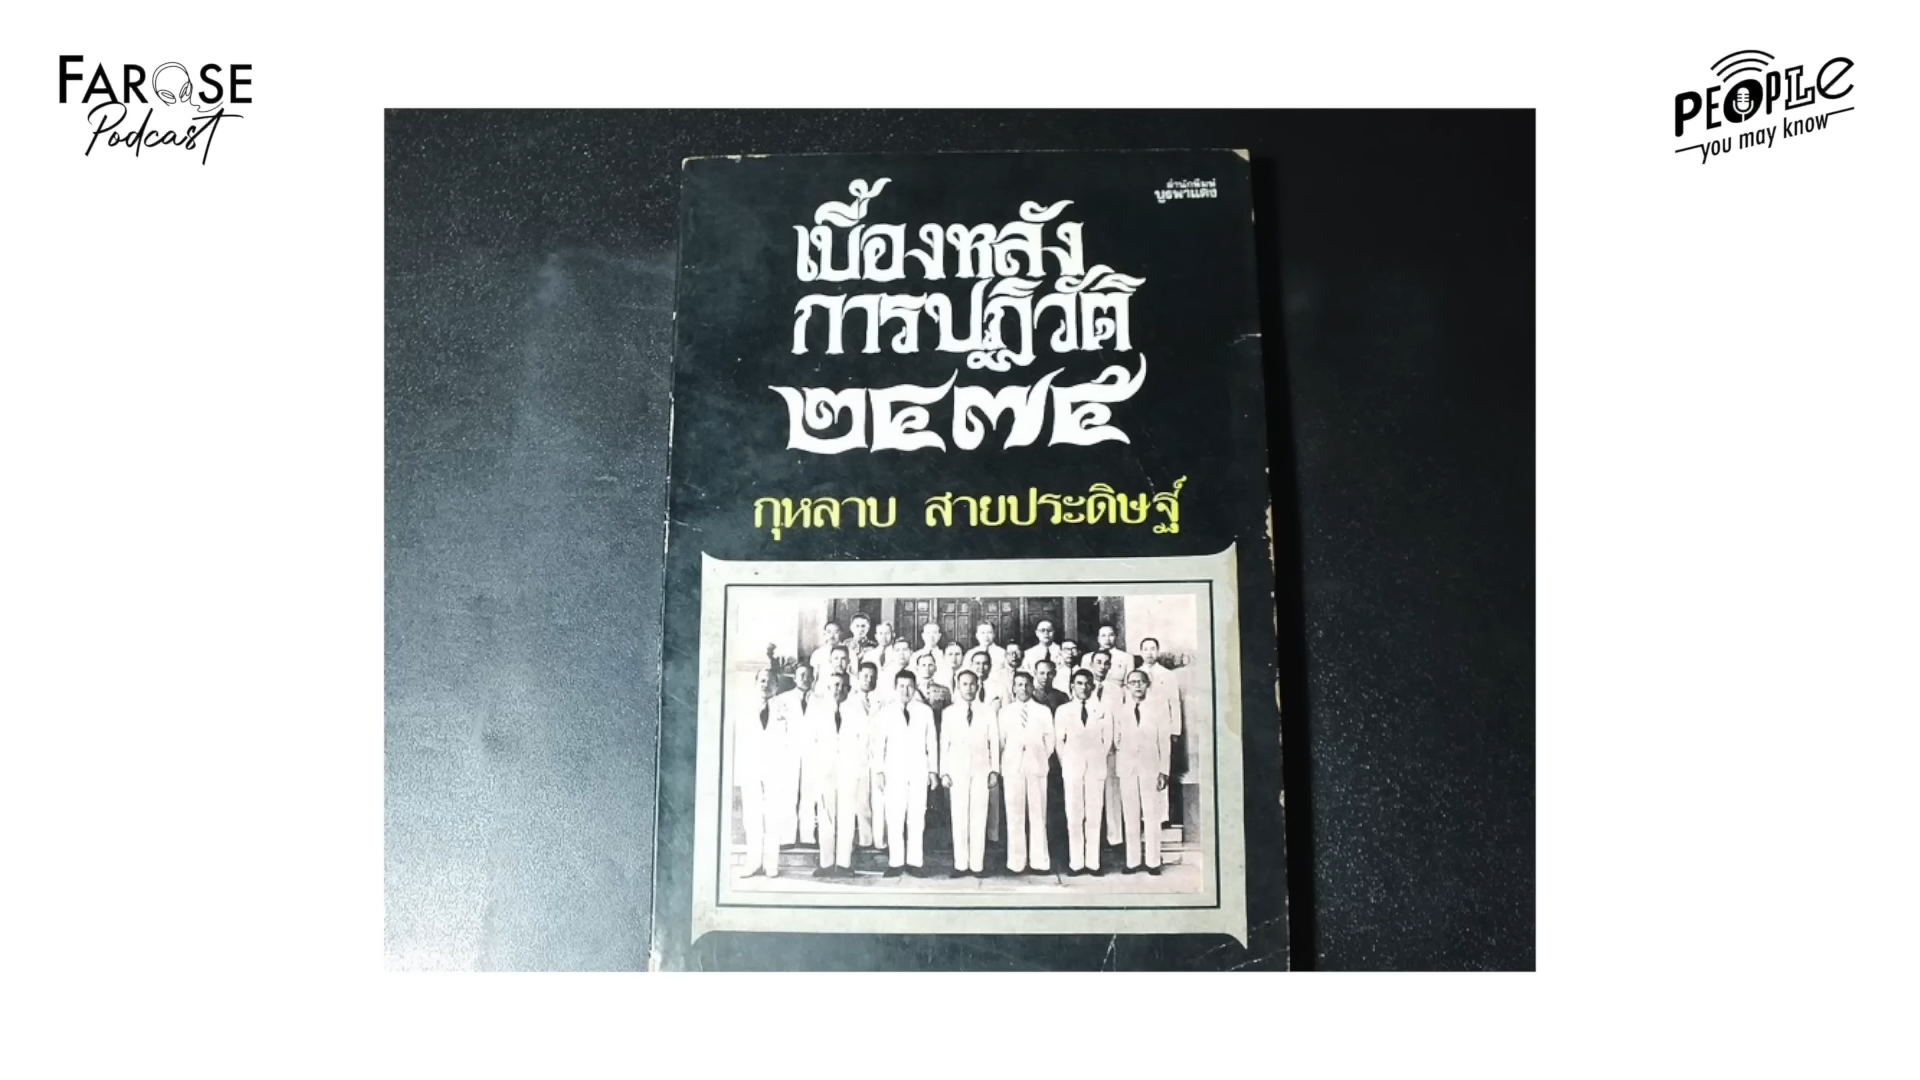 FAROSE
Podcast
PEOPLE
you may know
สำนักพิมพ์
บูรพาแดง
เบื้องหลัง
การปฏิวัติ
๒๔๗๕
กุหลาบ สายประดิษฐ์